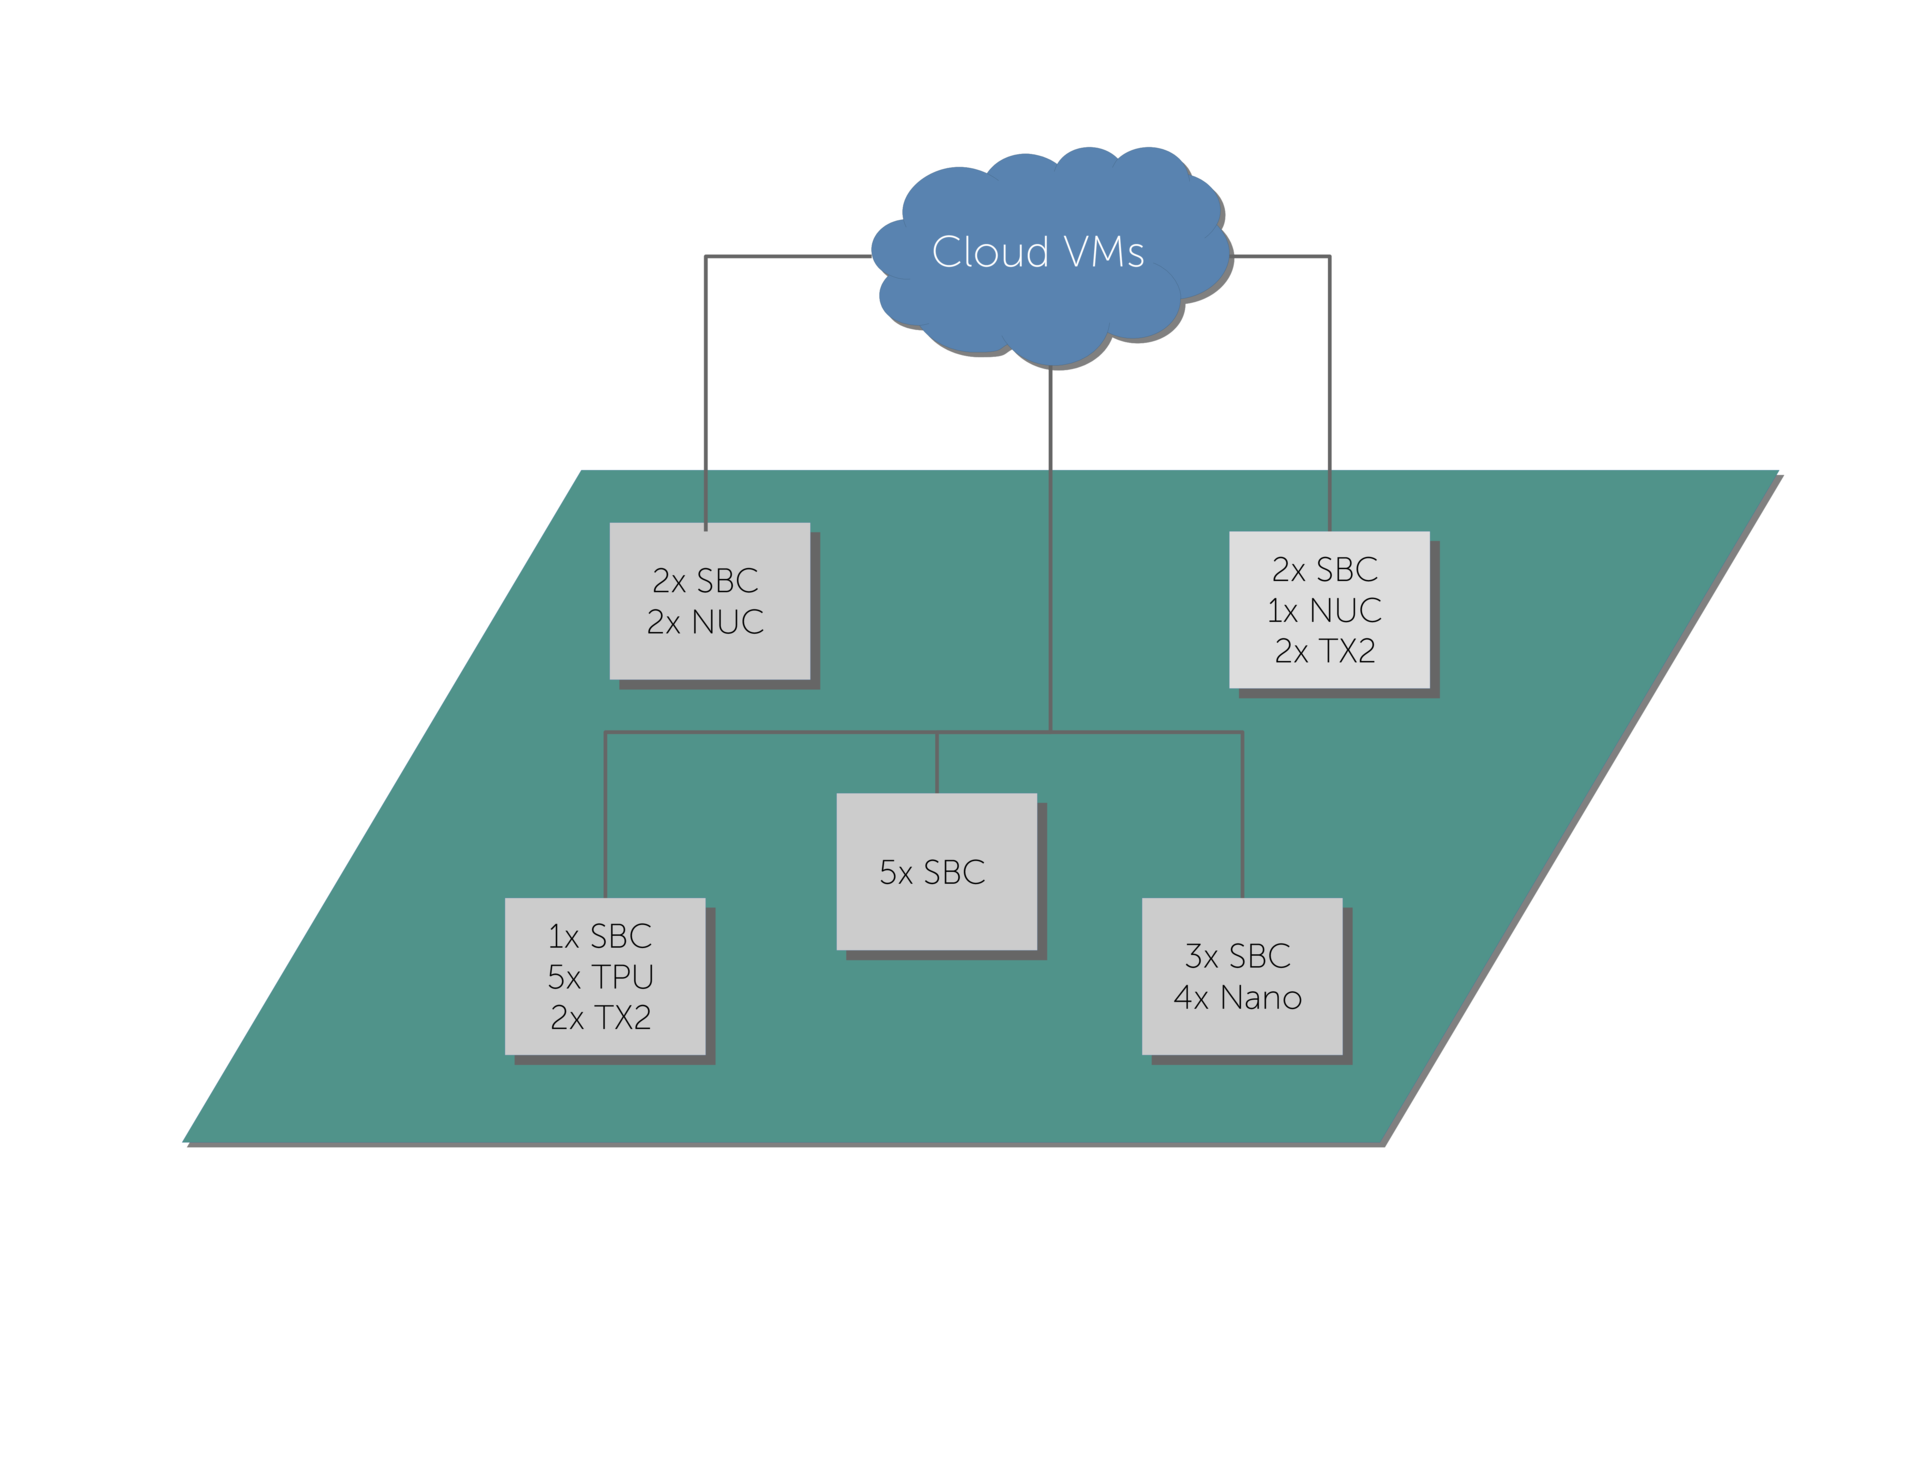 Cloud VMs
2x SBC
2x NUC
2x SBC
1x NUC
2x TX2
5x SBC
1x SBC
5x TPU
2x TX2
3x SBC
4x Nano